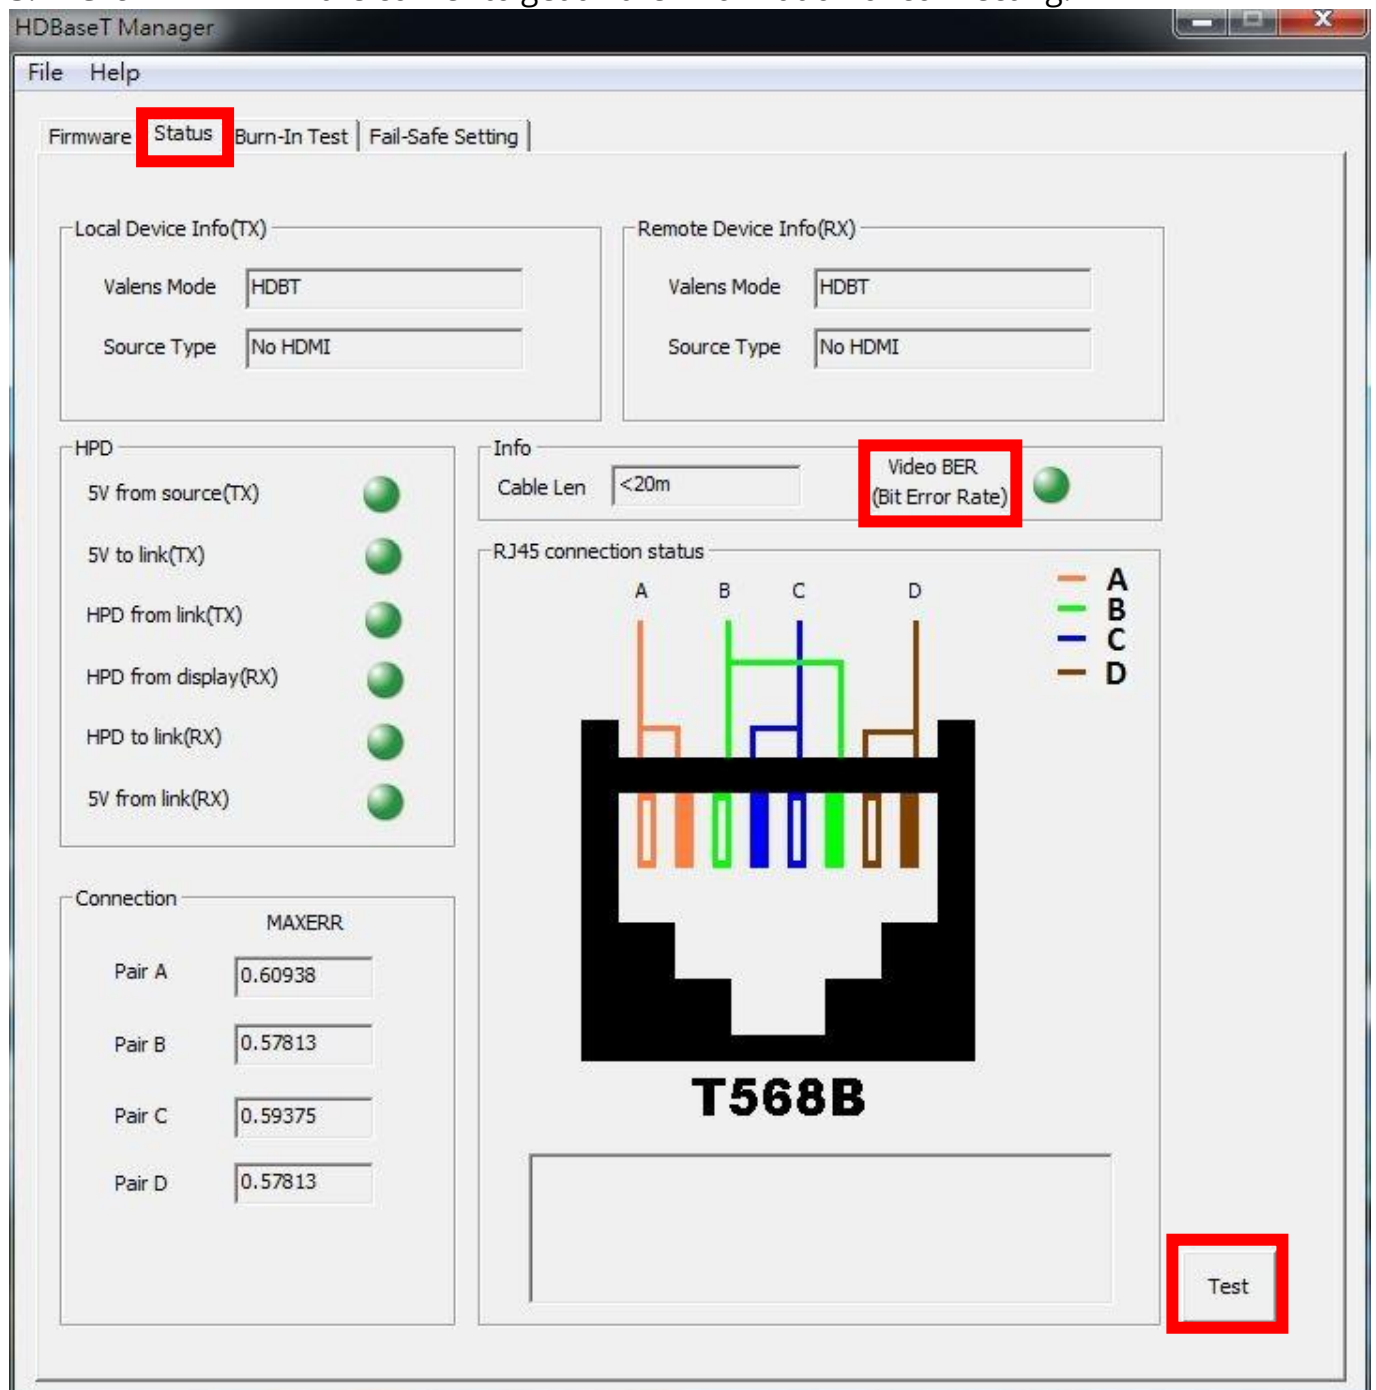 HDBaseT Manager
File Help
Firmware Status Burn-In Test Fail-Safe Setting
Local Device Info(TX)
Valens Mode HDBT
Source Type No HDMI
Remote Device Info(RX)
Valens Mode HDBT
Source Type No HDMI
HPD
5V from source(TX)
5V to link(TX)
HPD from link(TX)
HPD from display(RX)
HPD to link(RX)
5V from link(RX)
Info
Cable Len <20m
Video BER
(Bit Error Rate)
RJ45 connection status
A B C D
A
B
C
D
T568B
Connection
MAXERR
Pair A 0.60938
Pair B 0.57813
Pair C 0.59375
Pair D 0.57813
Test
X